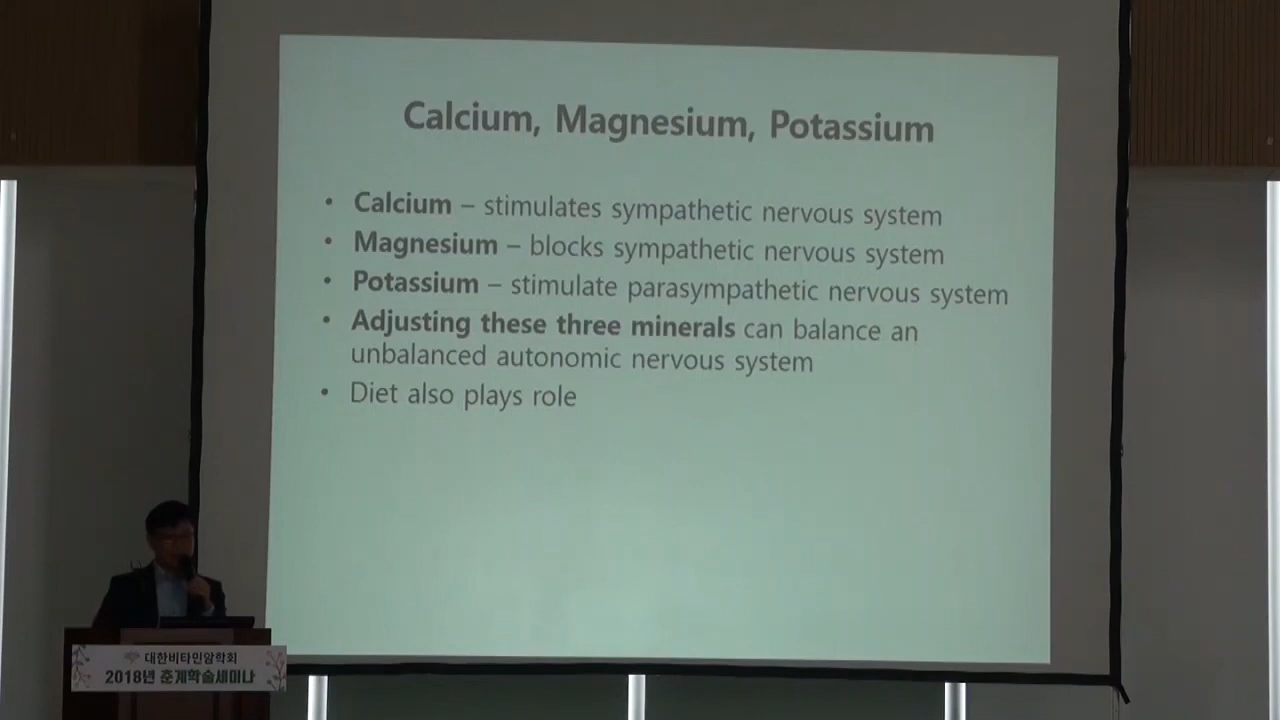 Calcium, Magnesium, Potassium
• Calcium – stimulates sympathetic nervous system
• Magnesium – blocks sympathetic nervous system
• Potassium – stimulate parasympathetic nervous system
• Adjusting these three minerals can balance an
unbalanced autonomic nervous system
• Diet also plays role
대한비타민암학회
2018년 춘계학술세미나